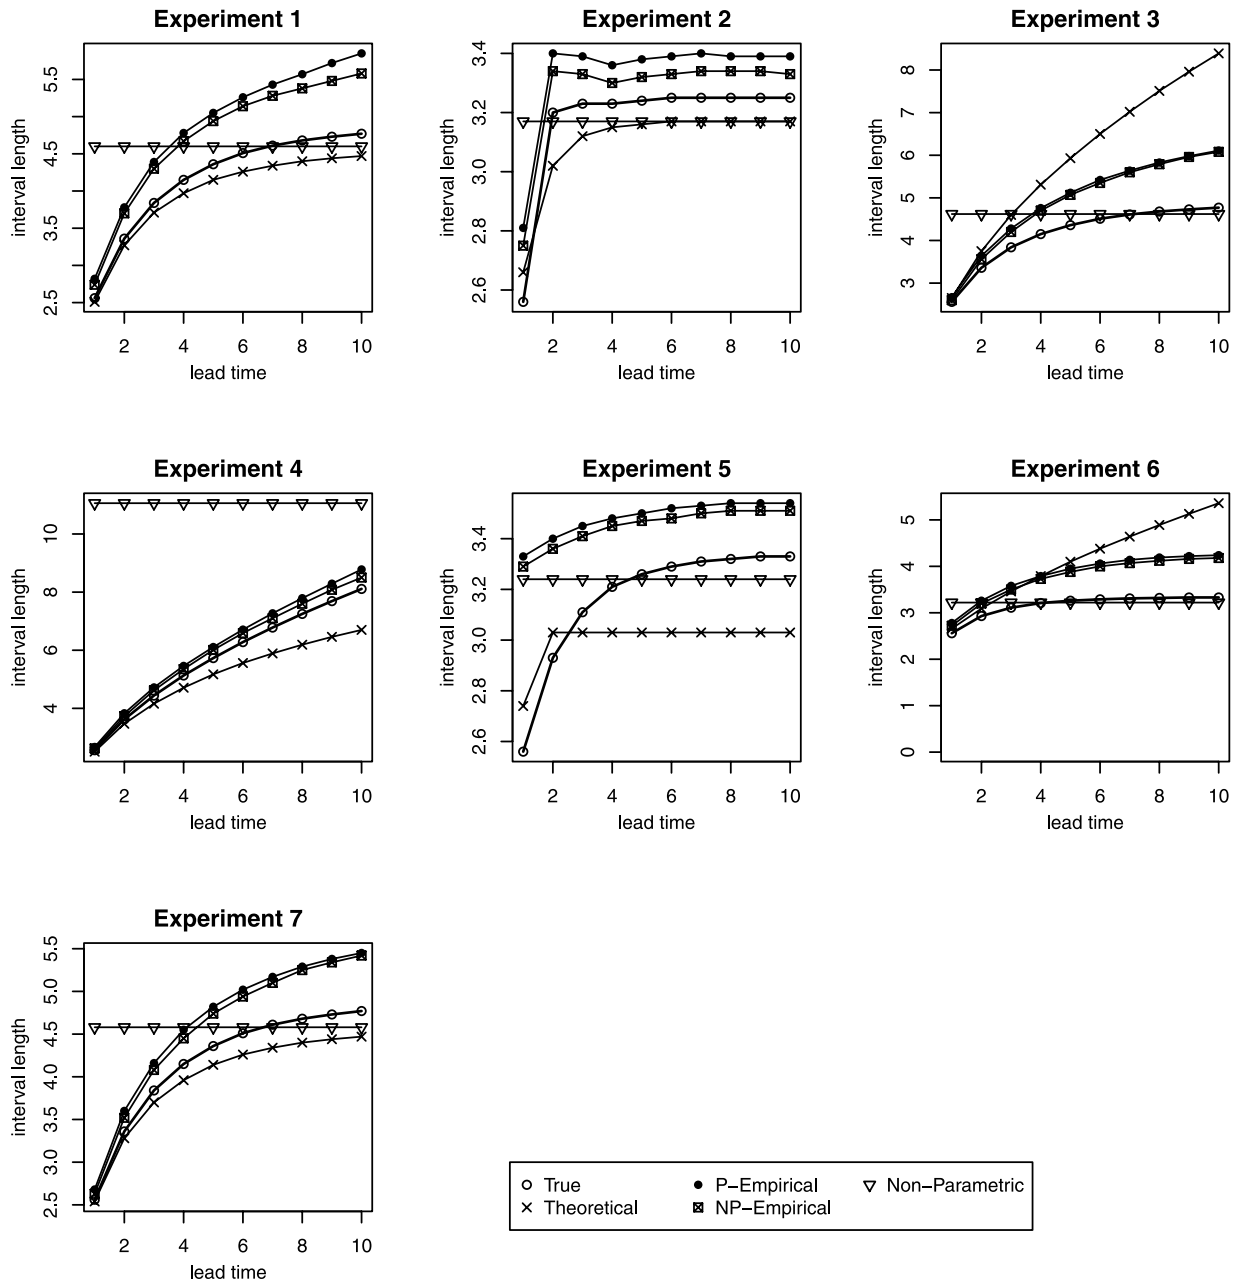 Experiment 1
interval length
2.5 3.5 4.5 5.5
2 4 6 8 10
lead time
Experiment 2
interval length
2.6 2.8 3.0 3.2 3.4
2 4 6 8 10
lead time
Experiment 3
interval length
3 4 5 6 7 8
2 4 6 8 10
lead time
Experiment 4
interval length
4 6 8 10
2 4 6 8 10
lead time
Experiment 5
interval length
2.6 2.8 3.0 3.2 3.4
2 4 6 8 10
lead time
Experiment 6
interval length
0 1 2 3 4 5
2 4 6 8 10
lead time
Experiment 7
interval length
2.5 3.0 3.5 4.0 4.5 5.0 5.5
2 4 6 8 10
lead time
True P−Empirical Non−Parametric
Theoretical NP−Empirical